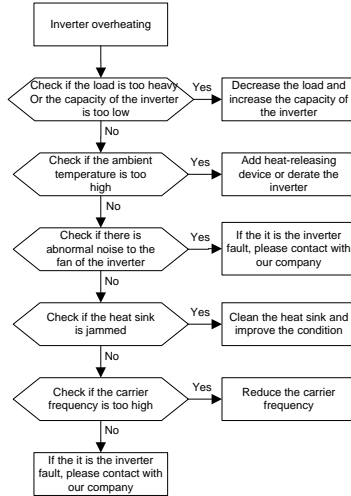 Inverter overheating
Check if the load is too heavy
Or the capacity of the inverter
is too low
Yes
Decrease the load and
increase the capacity of
the inverter
No
Check if the ambient
temperature is too
high
Yes
Add heat-releasing
device or derate the
inverter
No
Check if there is
abnormal noise to the
fan of the inverter
Yes
If the it is the inverter
fault, please contact with
our company
No
Check if the heat sink
is jammed
Yes
Clean the heat sink and
improve the condition
No
Check if the carrier
frequency is too high
Yes
Reduce the carrier
frequency
No
If the it is the inverter
fault, please contact with
our company